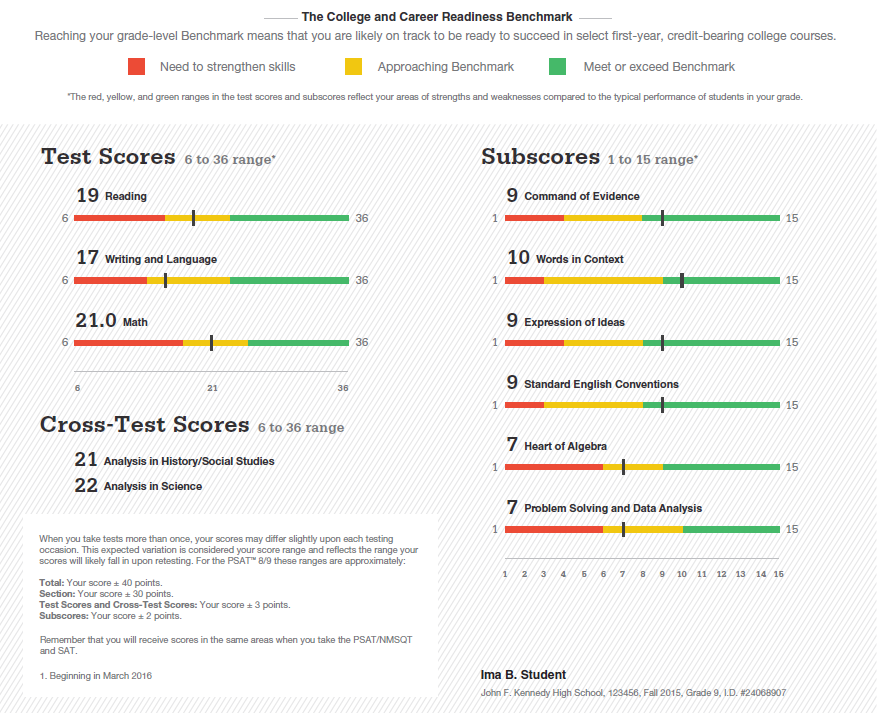 The College and Career Readiness Benchmark
Reaching your grade-level Benchmark means that you are likely on track to be ready to succeed in select first-year, credit-bearing college courses.
Need to strengthen skills
Approaching Benchmark
Meet or exceed Benchmark
*The red, yellow, and green ranges in the test scores and subscores reflect your areas of strengths and weaknesses compared to the typical performance of students in your grade.
Test Scores 6 to 36 range*
19 Reading
6 36
17 Writing and Language
6 36
21.0 Math
6 36
6 21 36
Cross-Test Scores 6 to 36 range
21 Analysis in History/Social Studies
22 Analysis in Science
When you take tests more than once, your scores may differ slightly upon each testing
occasion. This expected variation is considered your score range and reflects the range your
scores will likely fall in upon retesting. For the PSAT™ 8/9 these ranges are approximately:
Total: Your score ± 40 points.
Section: Your score ± 30 points.
Test Scores and Cross-Test Scores: Your score ± 3 points.
Subscores: Your score ± 2 points.
Remember that you will receive scores in the same areas when you take the PSAT/NMSQT
and SAT.
1. Beginning in March 2016
Subscores 1 to 15 range*
9 Command of Evidence
1 15
10 Words in Context
1 15
9 Expression of Ideas
1 15
9 Standard English Conventions
1 15
7 Heart of Algebra
1 15
7 Problem Solving and Data Analysis
1 15
1 2 3 4 5 6 7 8 9 10 11 12 13 14 15
Ima B. Student
John F. Kennedy High School, 123456, Fall 2015, Grade 9, I.D. #24068907